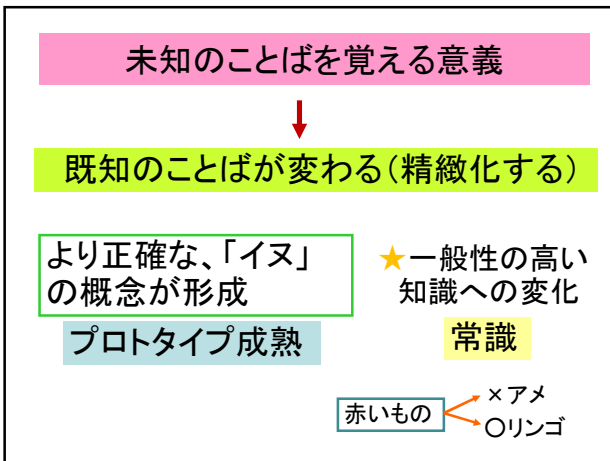 未知のことばを覚える意義
既知のことばが変わる(精緻化する)
より正確な、「イヌ」
の概念が形成
プロトタイプ成熟
★一般性の高い
知識への変化
常識
赤いもの
×アメ
○リンゴ